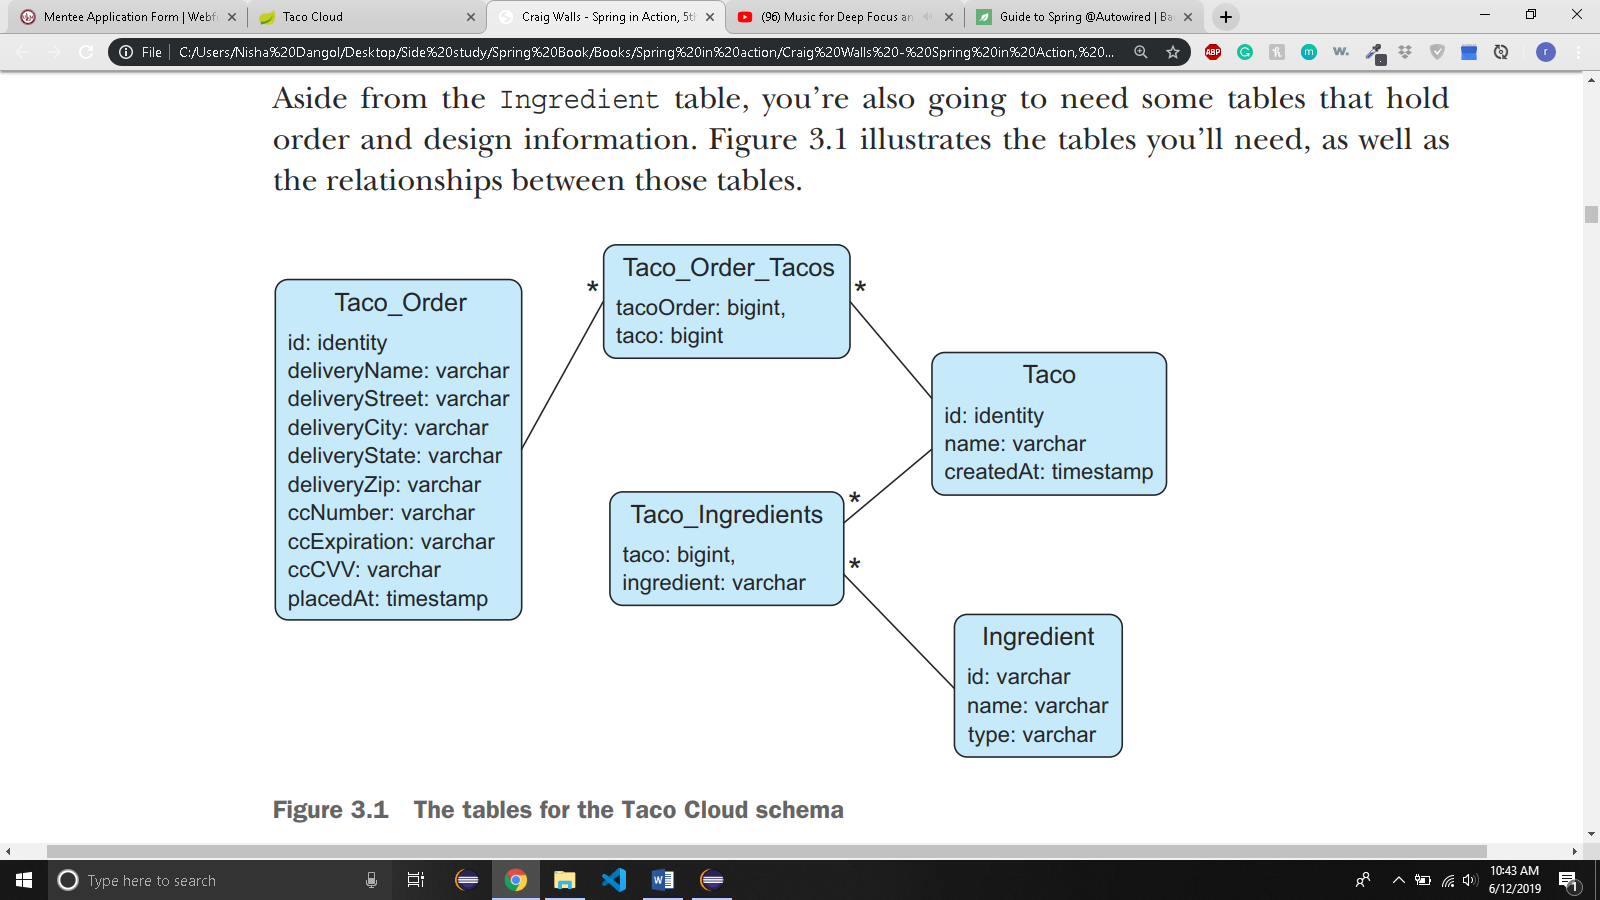 Mentee Application Form | Webf
Taco Cloud
Craig Walls - Spring in Action, 5th
(96) Music for Deep Focus an
Guide to Spring @Autowired | Ba
File | C:/Users/Nisha%20Dangol/Desktop/Side%20study/Spring%20Book/Books/Spring%20in%20action/Craig%20Walls%20-%20Spring%20in%20Action,%20...
ABP
G
m
w.
r
Aside from the Ingredient table, you’re also going to need some tables that hold
order and design information. Figure 3.1 illustrates the tables you’ll need, as well as
the relationships between those tables.
Taco_Order
id: identity
deliveryName: varchar
deliveryStreet: varchar
deliveryCity: varchar
deliveryState: varchar
deliveryZip: varchar
ccNumber: varchar
ccExpiration: varchar
ccCVV: varchar
placedAt: timestamp
*
Taco_Order_Tacos
tacoOrder: bigint,
taco: bigint
*
Taco
id: identity
name: varchar
createdAt: timestamp
Taco_Ingredients
taco: bigint,
ingredient: varchar
*
*
Ingredient
id: varchar
name: varchar
type: varchar
Figure 3.1 The tables for the Taco Cloud schema
Type here to search
10:43 AM
6/12/2019
1